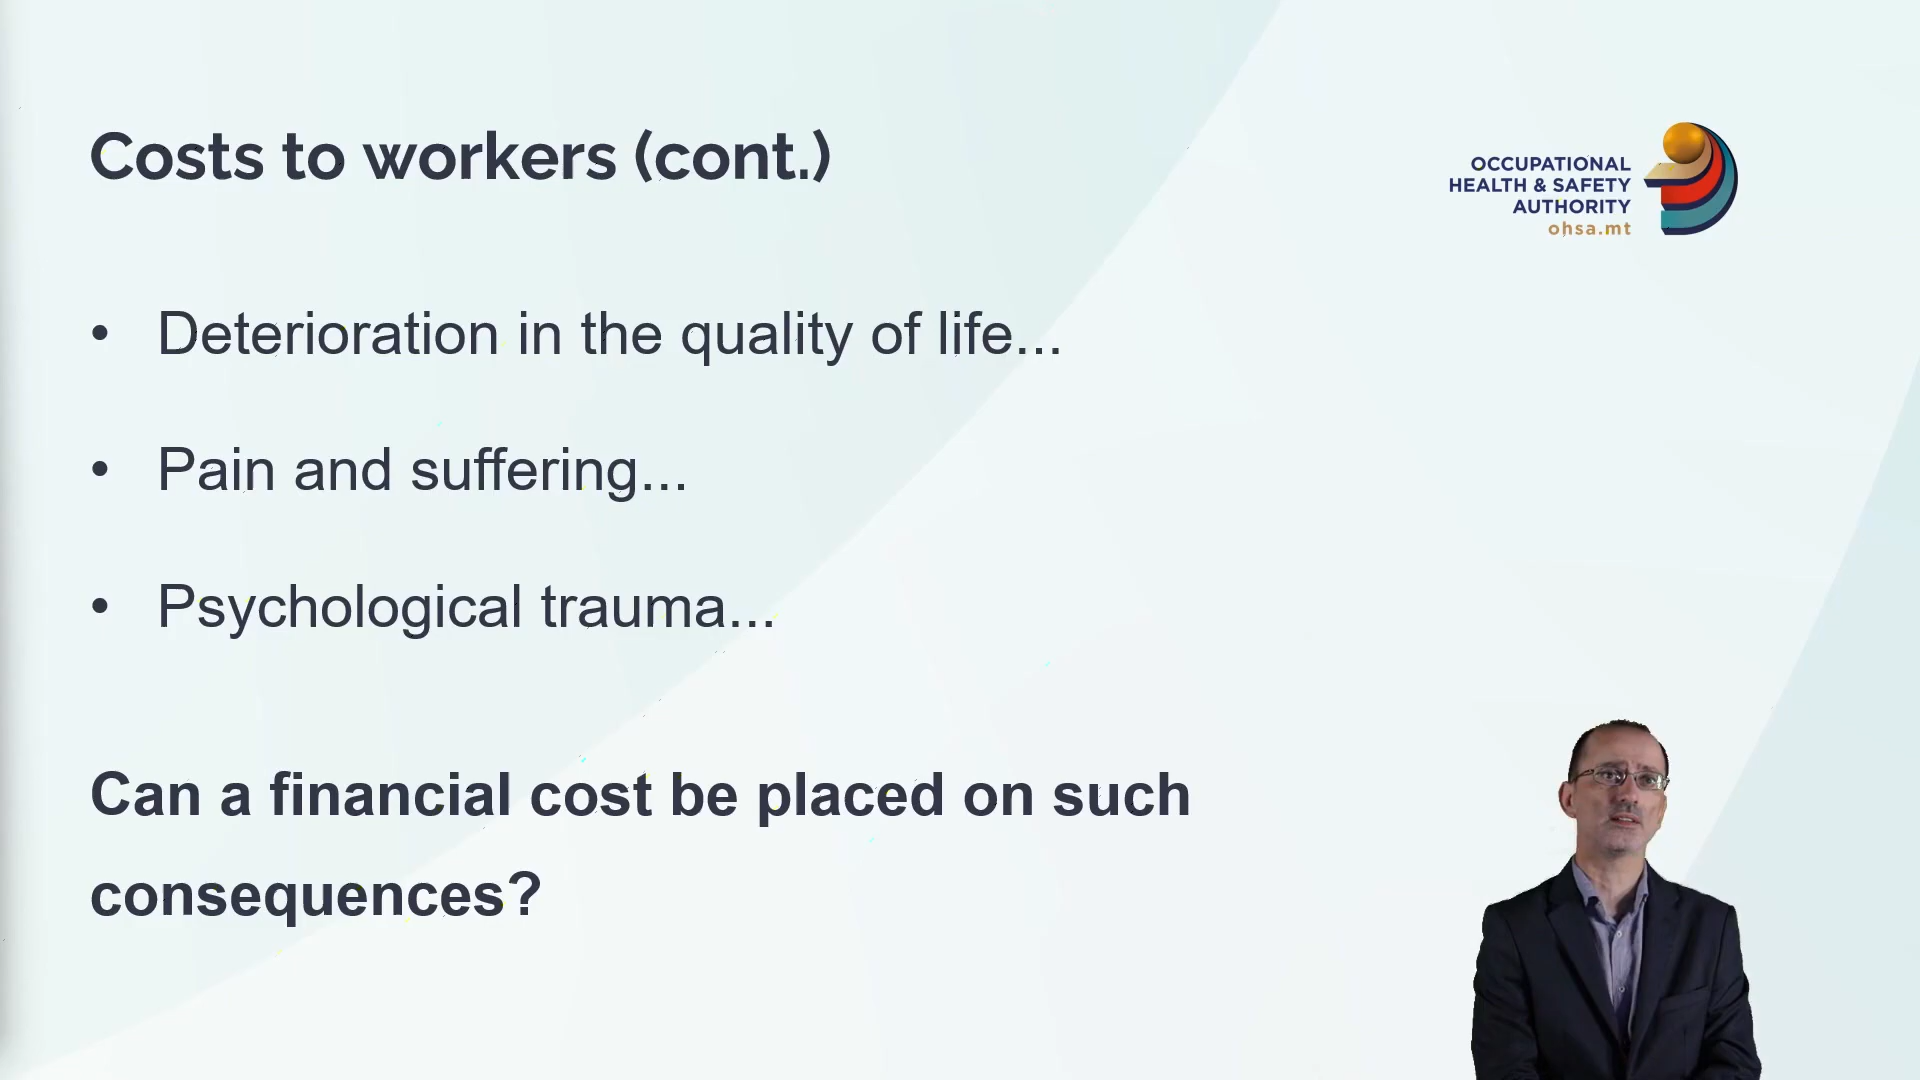 Costs to workers (cont.)
OCCUPATIONAL
HEALTH & SAFETY
AUTHORITY
ohsa.mt
• Deterioration in the quality of life...
• Pain and suffering...
• Psychological trauma...
Can a financial cost be placed on such
consequences?